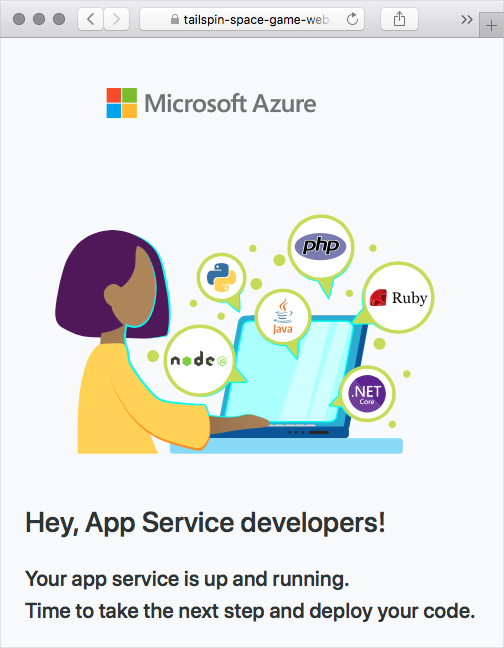 tailspin-space-game-web
Microsoft Azure
php
Java
Ruby
node
JS
.NET
Core
Hey, App Service developers!
Your app service is up and running.
Time to take the next step and deploy your code.